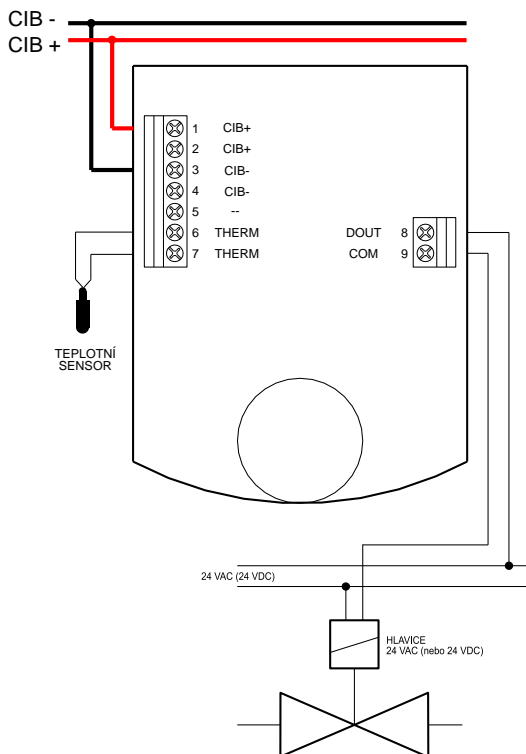 CIB -
CIB +
1 CIB+
2 CIB+
3 CIB-
4 CIB-
5 --
6 THERM
7 THERM
DOUT 8
COM 9
TEPLOTNÍ
SENSOR
24 VAC (24 VDC)
HLAVICE
24 VAC (nebo 24 VDC)